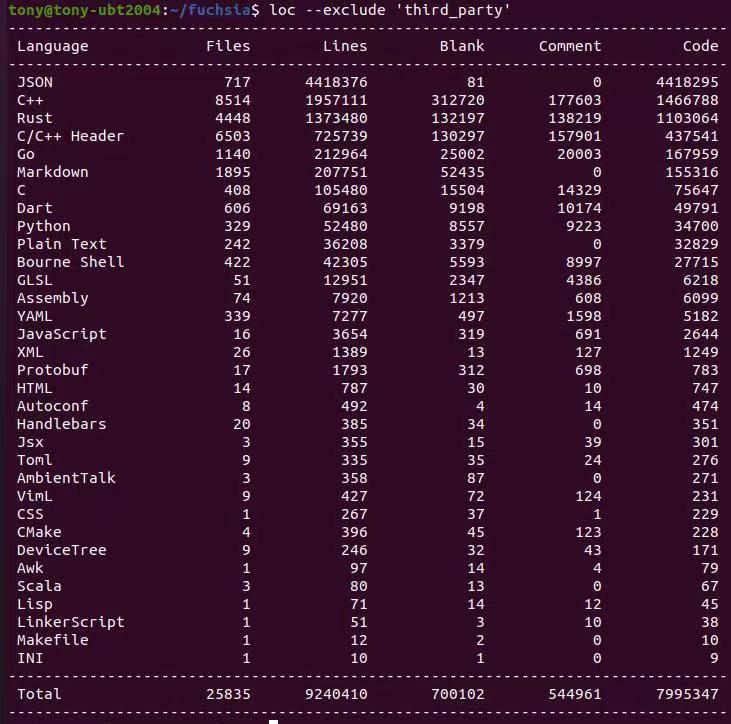 tony@tony-ubt2004:~/fuchsia$ loc --exclude 'third_party'
--------------------------------------------------------------------------------
Language Files Lines Blank Comment Code
--------------------------------------------------------------------------------
JSON 717 4418376 81 0 4418295
C++ 8514 1957111 312720 177603 1466788
Rust 4448 1373480 132197 138219 1103064
C/C++ Header 6503 725739 130297 157901 437541
Go 1140 212964 25002 20003 167959
Markdown 1895 207751 52435 0 155316
C 408 105480 15504 14329 75647
Dart 606 69163 9198 10174 49791
Python 329 52480 8557 9223 34700
Plain Text 242 36208 3379 0 32829
Bourne Shell 422 42305 5593 8997 27715
GLSL 51 12951 2347 4386 6218
Assembly 74 7920 1213 608 6099
YAML 339 7277 497 1598 5182
JavaScript 16 3654 319 691 2644
XML 26 1389 13 127 1249
Protobuf 17 1793 312 698 783
HTML 14 787 30 10 747
Autoconf 8 492 4 14 474
Handlebars 20 385 34 0 351
Jsx 3 355 15 39 301
Toml 9 335 35 24 276
AmbientTalk 3 358 87 0 271
VimL 9 427 72 124 231
CSS 1 267 37 1 229
CMake 4 396 45 123 228
DeviceTree 9 246 32 43 171
Awk 1 97 14 4 79
Scala 3 80 13 0 67
Lisp 1 71 14 12 45
LinkerScript 1 51 3 10 38
Makefile 1 12 2 0 10
INI 1 10 1 0 9
--------------------------------------------------------------------------------
Total 25835 9240410 700102 544961 7995347
--------------------------------------------------------------------------------